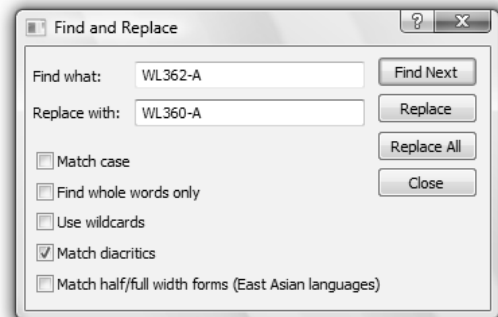 Find and Replace
Find what: WL362-A Find Next
Replace with: WL360-A Replace
Replace All
Match case
Close
Find whole words only
Use wildcards
Match diacritics
Match half/full width forms (East Asian languages)